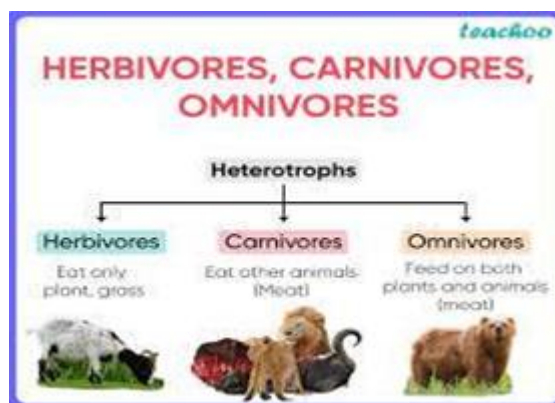 teachoo
HERBIVORES, CARNIVORES,
OMNIVORES
Heterotrophs
Herbivores
Eat only
plant, grass
Carnivores
Eat other animals
(Meat)
Omnivores
Feed on both
plants and animals
(meat)